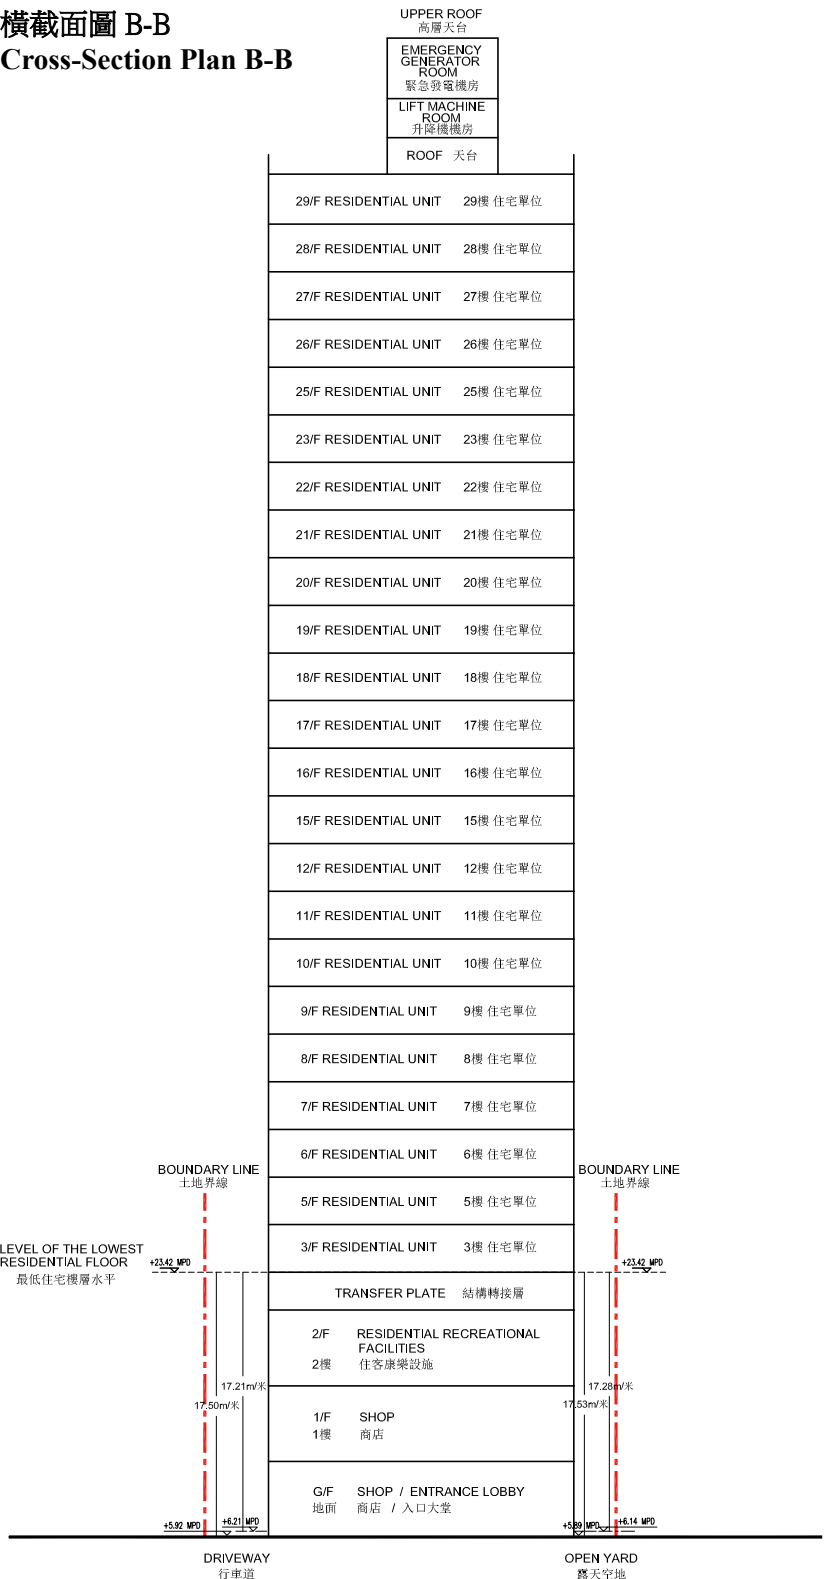 橫截面圖 B-B
Cross-Section Plan B-B
UPPER ROOF
高層天台
EMERGENCY
GENERATOR
ROOM
緊急發電機房
LIFT MACHINE
ROOM
升降機機房
ROOF 天台
29/F RESIDENTIAL UNIT 29樓 住宅單位
28/F RESIDENTIAL UNIT 28樓 住宅單位
27/F RESIDENTIAL UNIT 27樓 住宅單位
26/F RESIDENTIAL UNIT 26樓 住宅單位
25/F RESIDENTIAL UNIT 25樓 住宅單位
23/F RESIDENTIAL UNIT 23樓 住宅單位
22/F RESIDENTIAL UNIT 22樓 住宅單位
21/F RESIDENTIAL UNIT 21樓 住宅單位
20/F RESIDENTIAL UNIT 20樓 住宅單位
19/F RESIDENTIAL UNIT 19樓 住宅單位
18/F RESIDENTIAL UNIT 18樓 住宅單位
17/F RESIDENTIAL UNIT 17樓 住宅單位
16/F RESIDENTIAL UNIT 16樓 住宅單位
15/F RESIDENTIAL UNIT 15樓 住宅單位
12/F RESIDENTIAL UNIT 12樓 住宅單位
11/F RESIDENTIAL UNIT 11樓 住宅單位
10/F RESIDENTIAL UNIT 10樓 住宅單位
9/F RESIDENTIAL UNIT 9樓 住宅單位
8/F RESIDENTIAL UNIT 8樓 住宅單位
7/F RESIDENTIAL UNIT 7樓 住宅單位
6/F RESIDENTIAL UNIT 6樓 住宅單位
BOUNDARY LINE
土地界線
BOUNDARY LINE
土地界線
5/F RESIDENTIAL UNIT 5樓 住宅單位
3/F RESIDENTIAL UNIT 3樓 住宅單位
LEVEL OF THE LOWEST
RESIDENTIAL FLOOR
最低住宅樓層水平
+23.42 MPD
+23.42 MPD
TRANSFER PLATE 結構轉接層
2/F RESIDENTIAL RECREATIONAL
FACILITIES
2樓 住客康樂設施
17.21m/米
17.50m/米
17.28m/米
17.53m/米
1/F SHOP
1樓 商店
G/F SHOP / ENTRANCE LOBBY
地面 商店 / 入口大堂
+5.92 MPD
+6.21 MPD
+5.89 MPD
+6.14 MPD
DRIVEWAY
行車道
OPEN YARD
露天空地